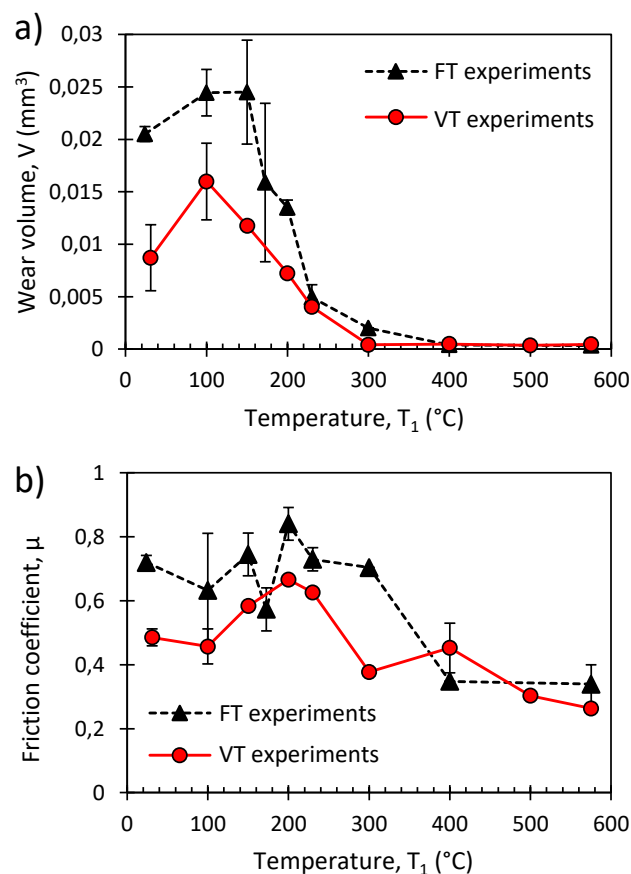 a)
0,03
0,025
0,02
0,015
0,01
0,005
0
Wear volume, V (mm³)
FT experiments
VT experiments
0 100 200 300 400 500 600
Temperature, T₁ (°C)
b)
1
0,8
0,6
0,4
0,2
0
Friction coefficient, µ
FT experiments
VT experiments
0 100 200 300 400 500 600
Temperature, T₁ (°C)